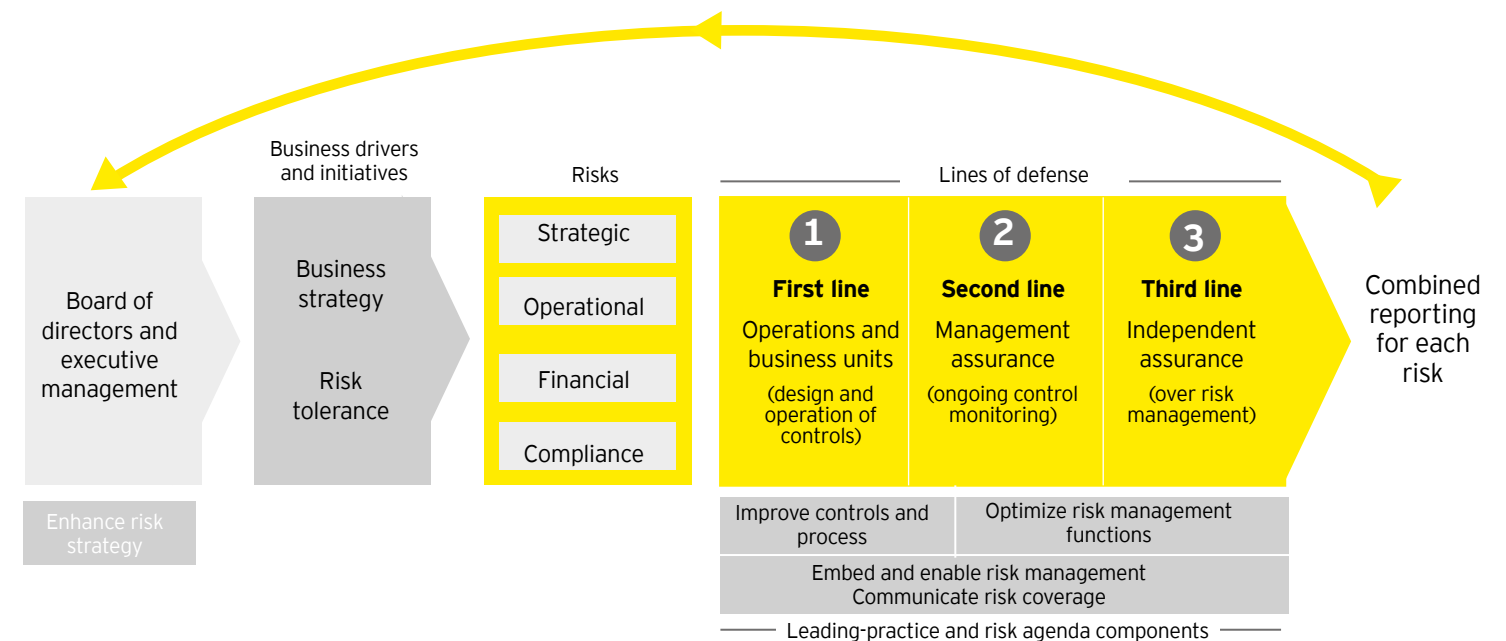 Board of
directors and
executive
management
Enhance risk
strategy
Business drivers
and initiatives
Business
strategy
Risk
tolerance
Risks
Strategic
Operational
Financial
Compliance
Lines of defense
1
First line
Operations and
business units
(design and
operation of
controls)
2
Second line
Management
assurance
(ongoing control
monitoring)
3
Third line
Independent
assurance
(over risk
management)
Combined
reporting
for each
risk
Improve controls and
process
Optimize risk management
functions
Embed and enable risk management
Communicate risk coverage
Leading-practice and risk agenda components